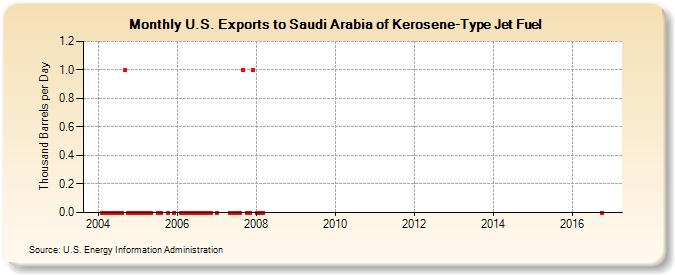 Monthly U.S. Exports to Saudi Arabia of Kerosene-Type Jet Fuel
Thousand Barrels per Day
1.2
1.0
0.8
0.6
0.4
0.2
0.0
2004 2006 2008 2010 2012 2014 2016
Source: U.S. Energy Information Administration